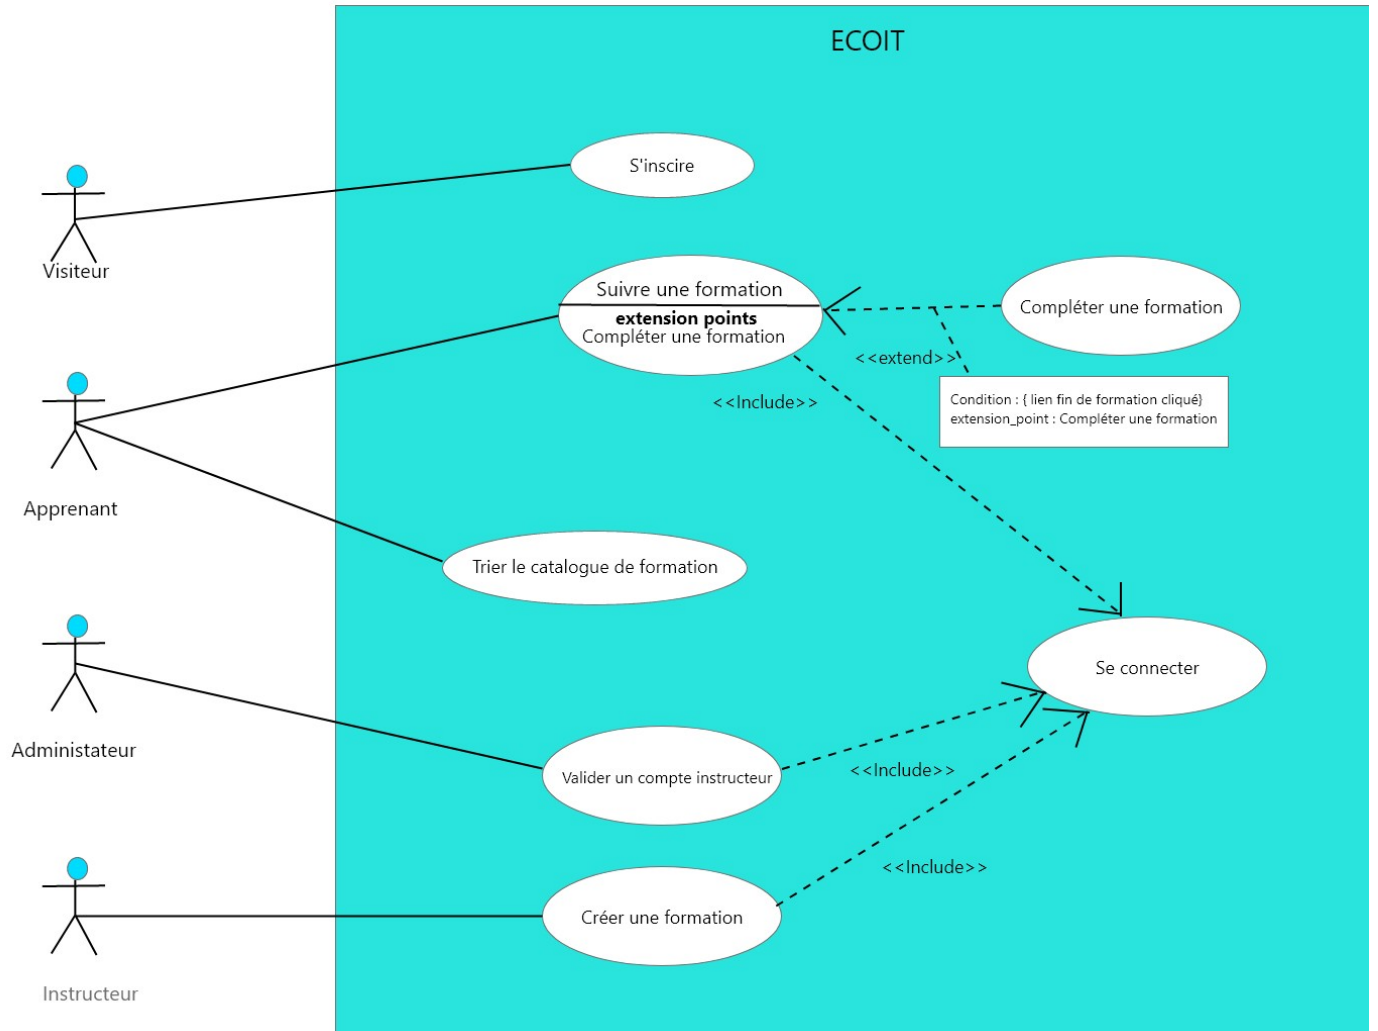 ECOIT
S'inscire
Visiteur
Suivre une formation
extension points
Compléter une formation
Compléter une formation
<<extend>>
<<Include>>
Condition : { lien fin de formation cliqué}
extension_point : Compléter une formation
Apprenant
Trier le catalogue de formation
Se connecter
Administateur
Valider un compte instructeur
<<Include>>
<<Include>>
Créer une formation
Instructeur